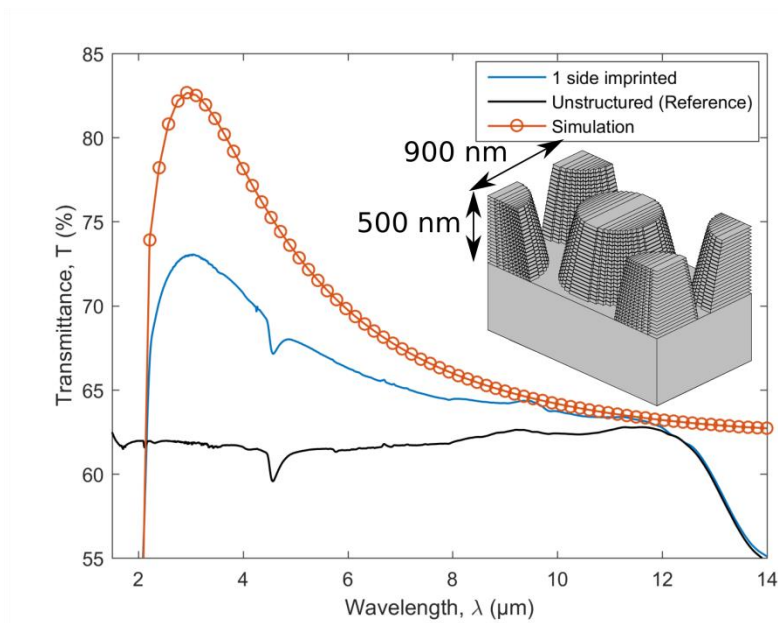 85
80
75
70
65
60
55
Transmittance, T (%)
1 side imprinted
Unstructured (Reference)
Simulation
900 nm
500 nm
2 4 6 8 10 12 14
Wavelength, λ (μm)